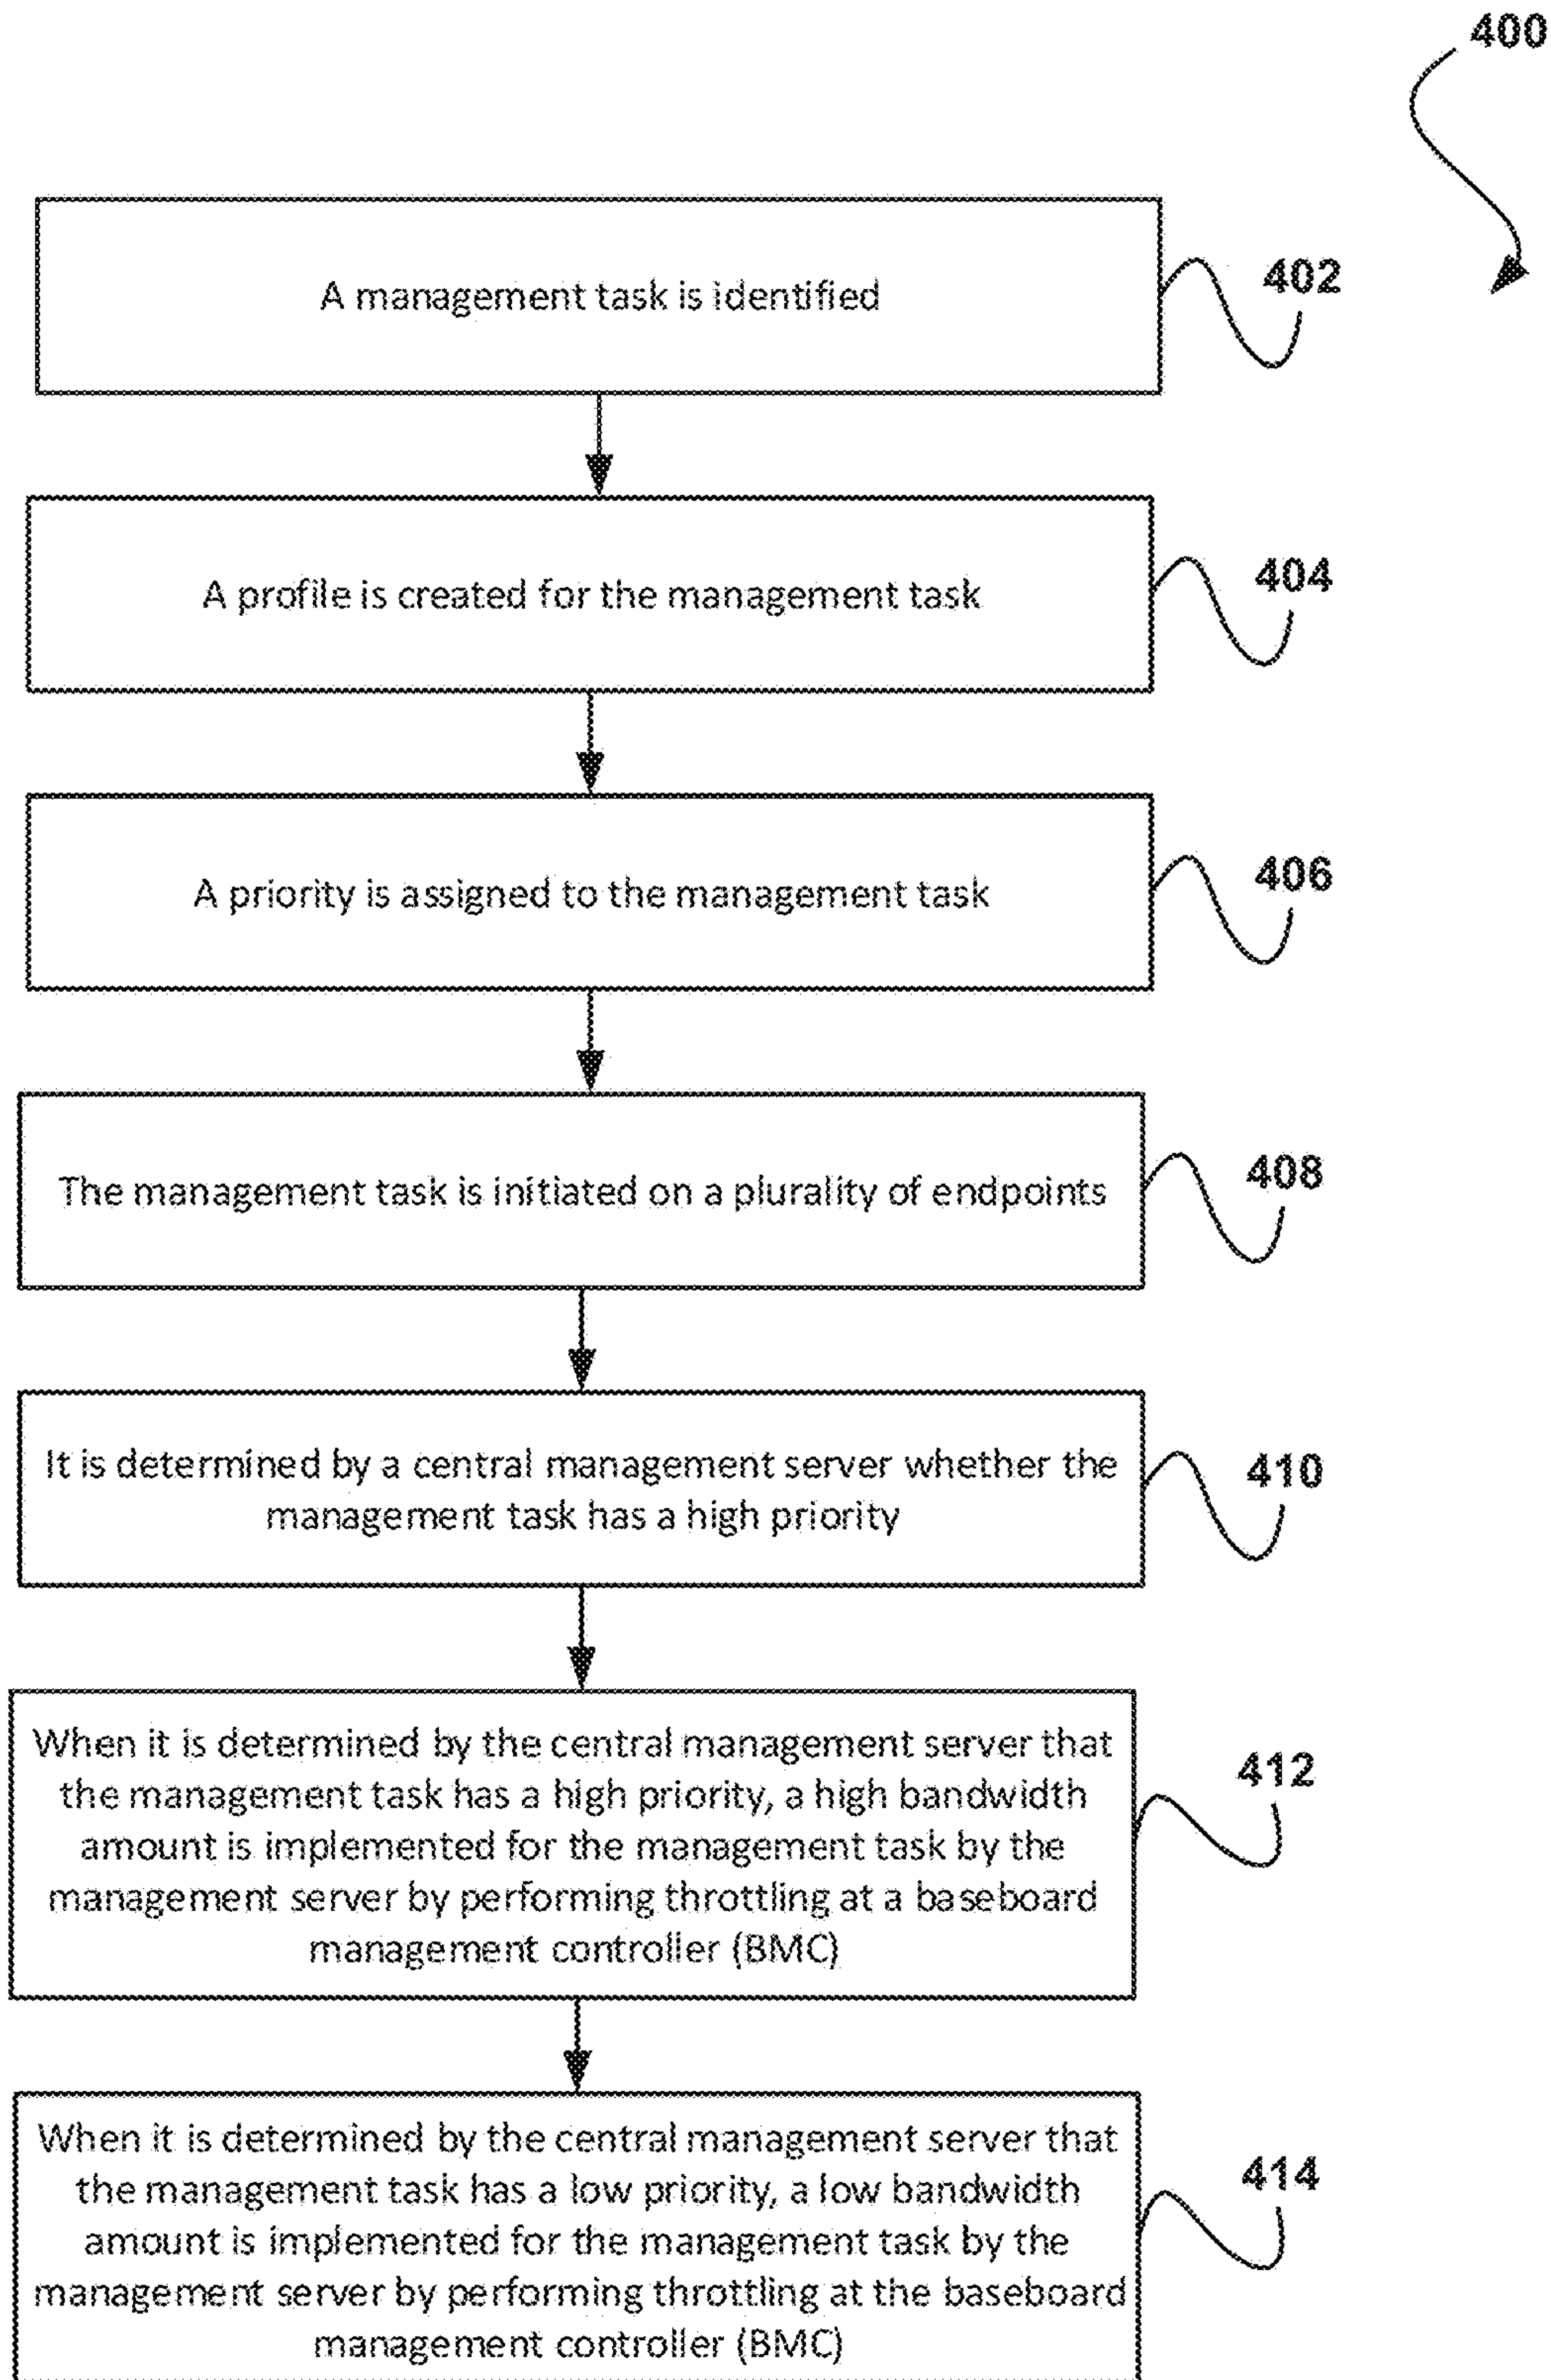 400
A management task is identified
402
A profile is created for the management task
404
A priority is assigned to the management task
406
The management task is initiated on a plurality of endpoints
408
It is determined by a central management server whether the
management task has a high priority
410
When it is determined by the central management server that
the management task has a high priority, a high bandwidth
amount is implemented for the management task by the
management server by performing throttling at a baseboard
management controller (BMC)
412
When it is determined by the central management server that
the management task has a low priority, a low bandwidth
amount is implemented for the management task by the
management server by performing throttling at the baseboard
management controller (BMC)
414